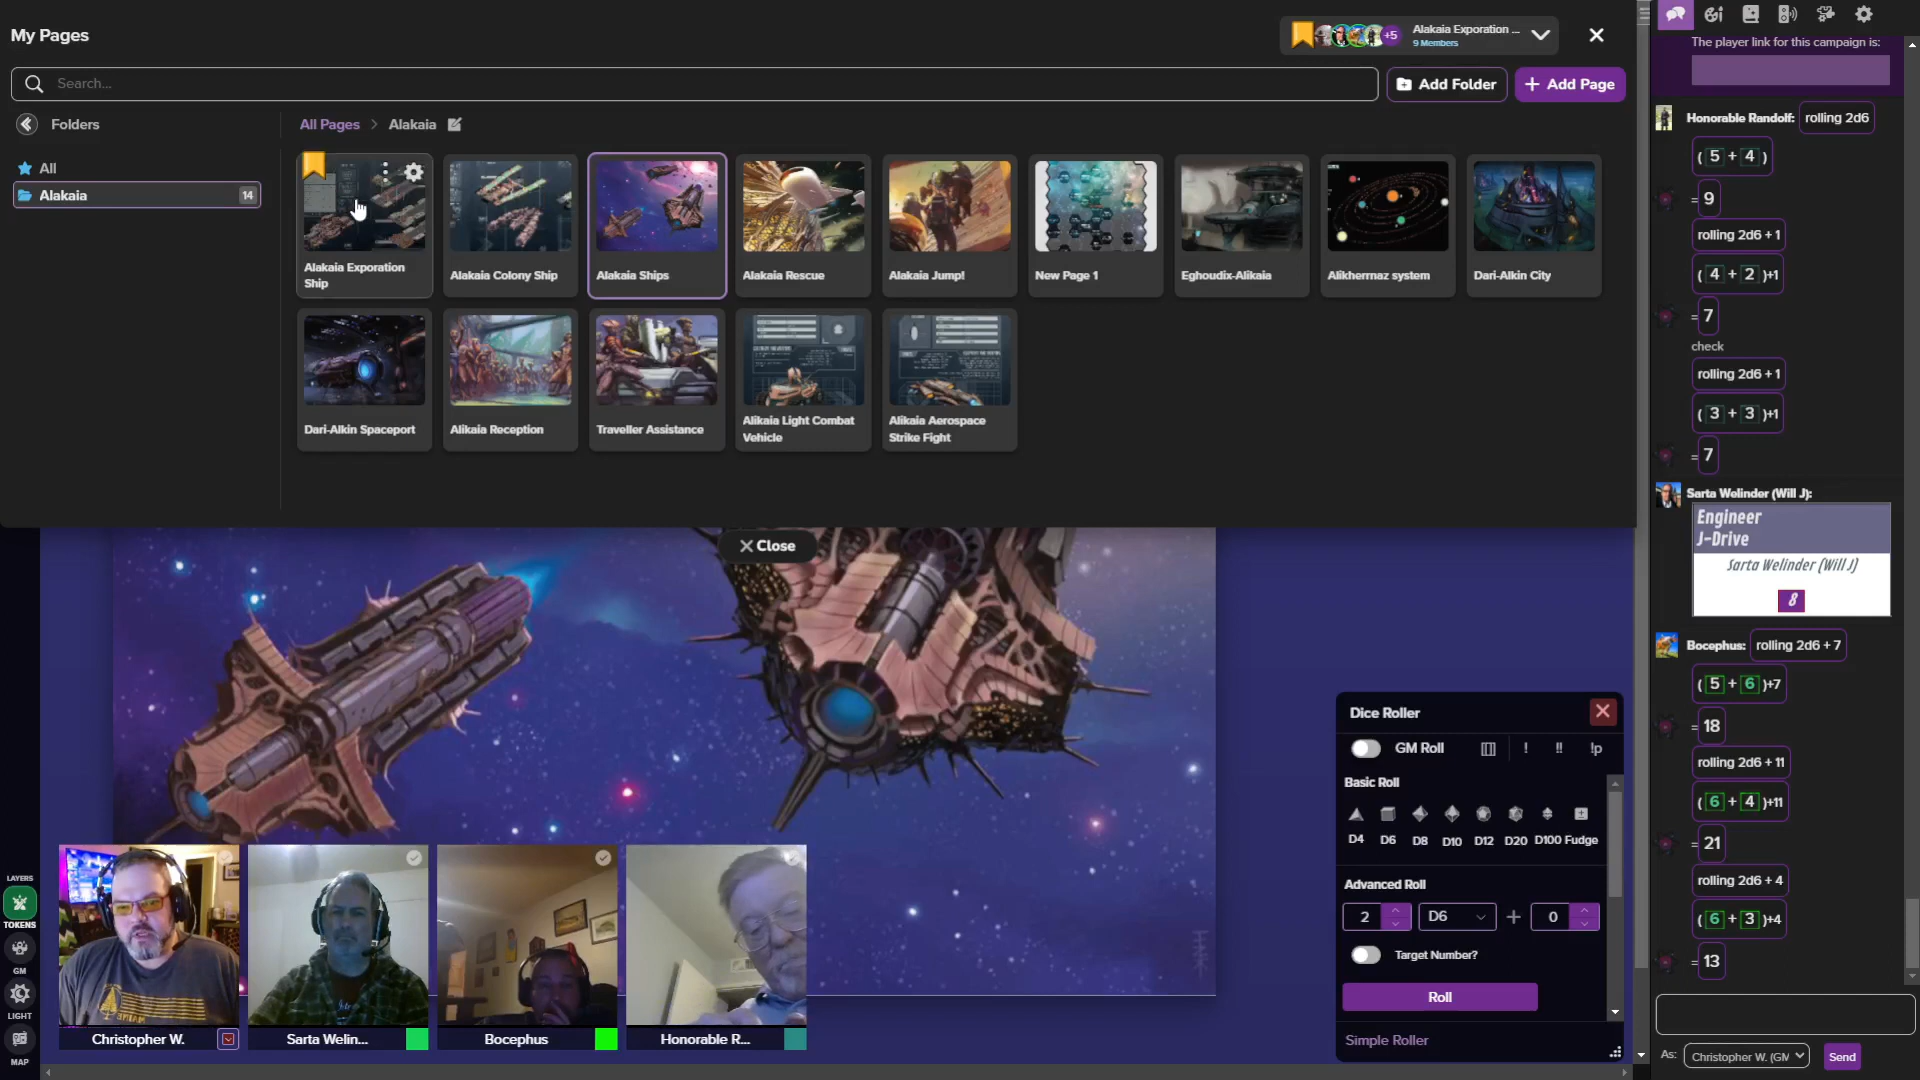 My Pages
+5
Alakaia Exporation ...
9 Members
Search...
Add Folder
Add Page
Folders
All Pages > Alakaia
All
Alakaia
14
Alakaia Exporation
Ship
Alakaia Colony Ship
Alakaia Ships
Alakaia Rescue
Alakaia Jump!
New Page 1
Eghoudix-Alikaia
Alikhermaz system
Dari-Alkin City
Dari-Alkin Spaceport
Alikaia Reception
Traveller Assistance
Alikaia Light Combat
Vehicle
Alikaia Aerospace
Strike Fight
Close
LAYERS
TOKENS
GM
LIGHT
MAP
Christopher W.
Sarta Welin...
Bocephus
Honorable R...
Dice Roller
GM Roll
[[]]
!
!!
!p
Basic Roll
D4
D6
D8
D10
D12
D20
D100
Fudge
Advanced Roll
2
D6
+
0
Target Number?
Roll
Simple Roller
The player link for this campaign is:
Honorable Randolf: rolling 2d6
(5+4)
=9
rolling 2d6 + 1
(4+2)+1
=7
check
rolling 2d6 + 1
(3+3)+1
=7
Sarta Welinder (Will J):
Engineer
J-Drive
Sarta Welinder (Will J)
8
Bocephus: rolling 2d6 + 7
(5+6)+7
=18
rolling 2d6 + 11
(6+4)+11
=21
rolling 2d6 + 4
(6+3)+4
=13
As: Christopher W. (GM
Send